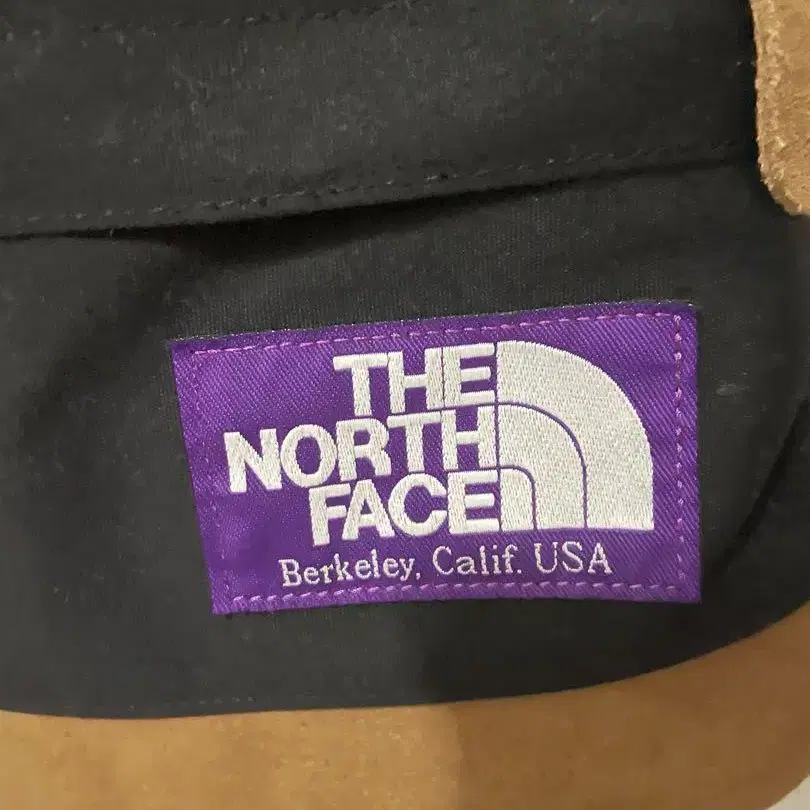 THE
NORTH
FACE
Berkeley, Calif. USA